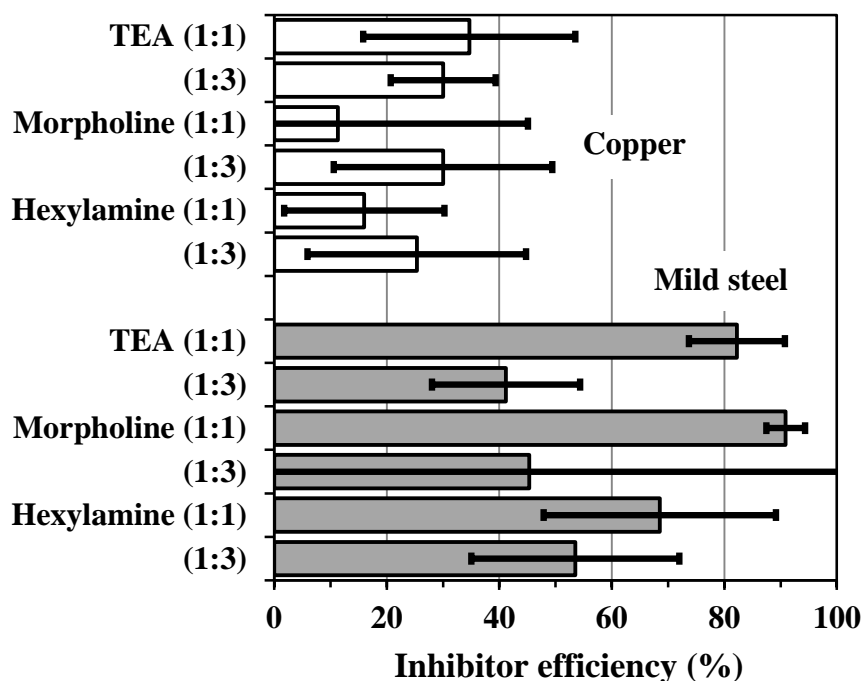 TEA (1:1)
(1:3)
Morpholine (1:1)
Copper
(1:3)
Hexylamine (1:1)
(1:3)
Mild steel
TEA (1:1)
(1:3)
Morpholine (1:1)
(1:3)
Hexylamine (1:1)
(1:3)
0 20 40 60 80 100
Inhibitor efficiency (%)